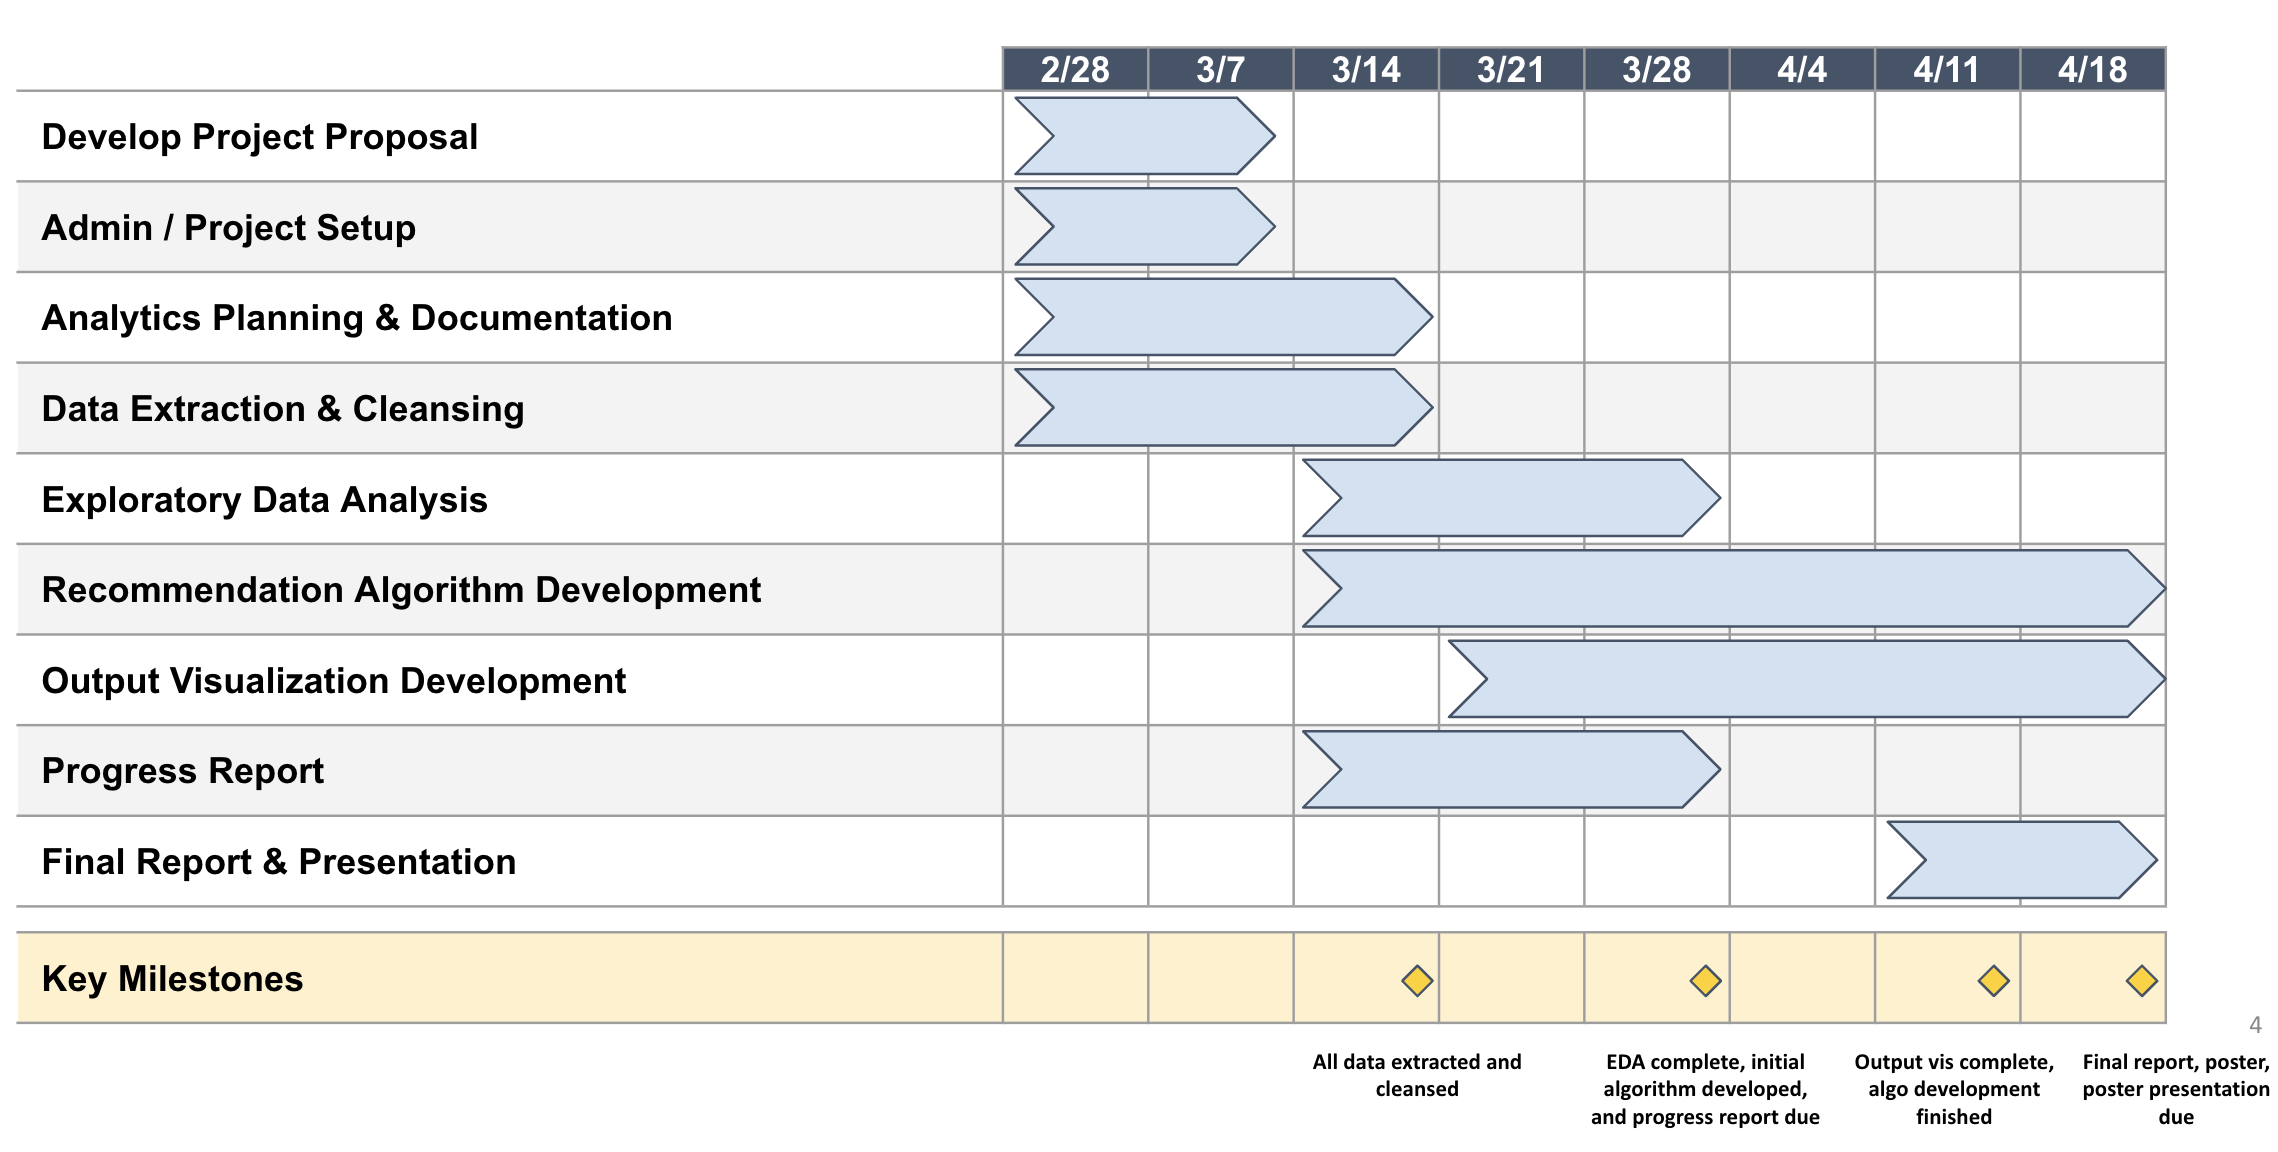 2/28 3/7 3/14 3/21 3/28 4/4 4/11 4/18
Develop Project Proposal
Admin / Project Setup
Analytics Planning & Documentation
Data Extraction & Cleansing
Exploratory Data Analysis
Recommendation Algorithm Development
Output Visualization Development
Progress Report
Final Report & Presentation
Key Milestones
4
All data extracted and
cleansed
EDA complete, initial
algorithm developed,
and progress report due
Output vis complete,
algo development
finished
Final report, poster,
poster presentation
due